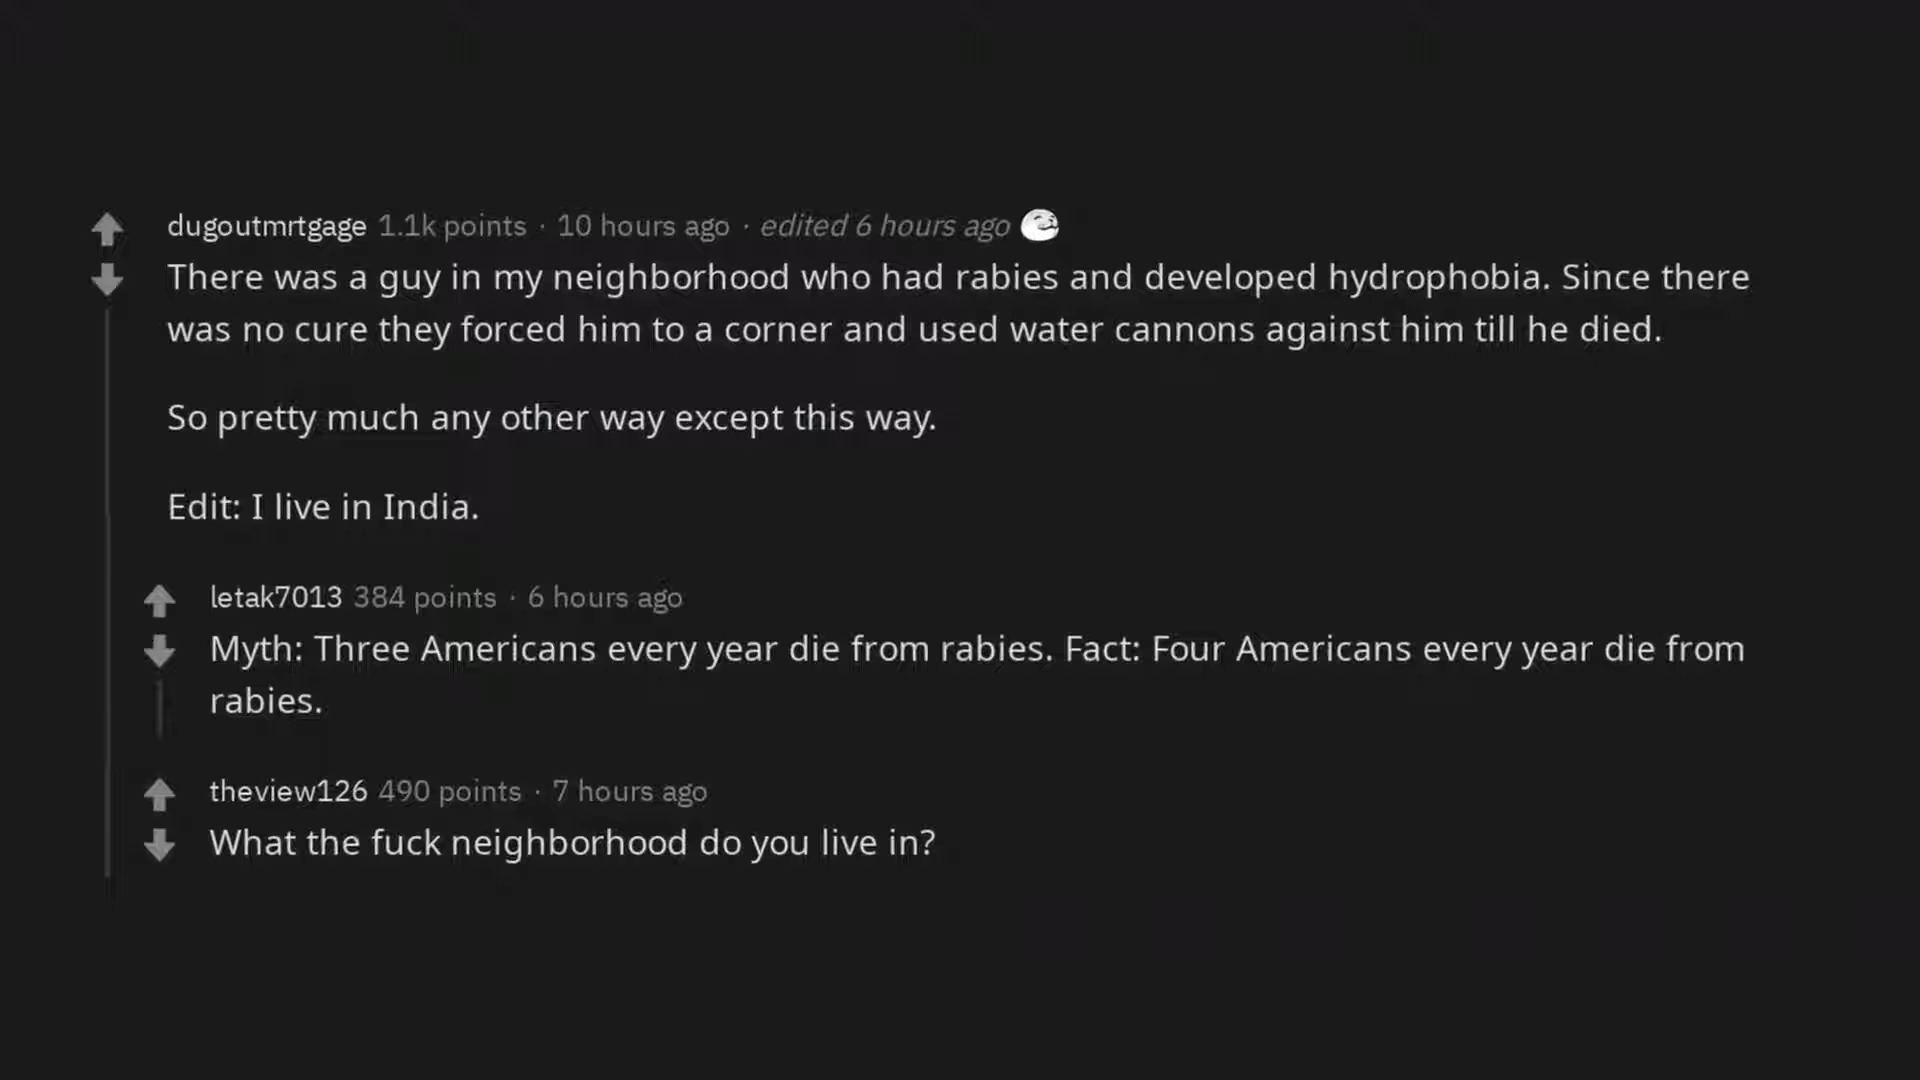 dugoutmrtgage 1.1k points · 10 hours ago · edited 6 hours ago
There was a guy in my neighborhood who had rabies and developed hydrophobia. Since there
was no cure they forced him to a corner and used water cannons against him till he died.
So pretty much any other way except this way.
Edit: I live in India.
letak7013 384 points · 6 hours ago
Myth: Three Americans every year die from rabies. Fact: Four Americans every year die from
rabies.
theview126 490 points · 7 hours ago
What the fuck neighborhood do you live in?